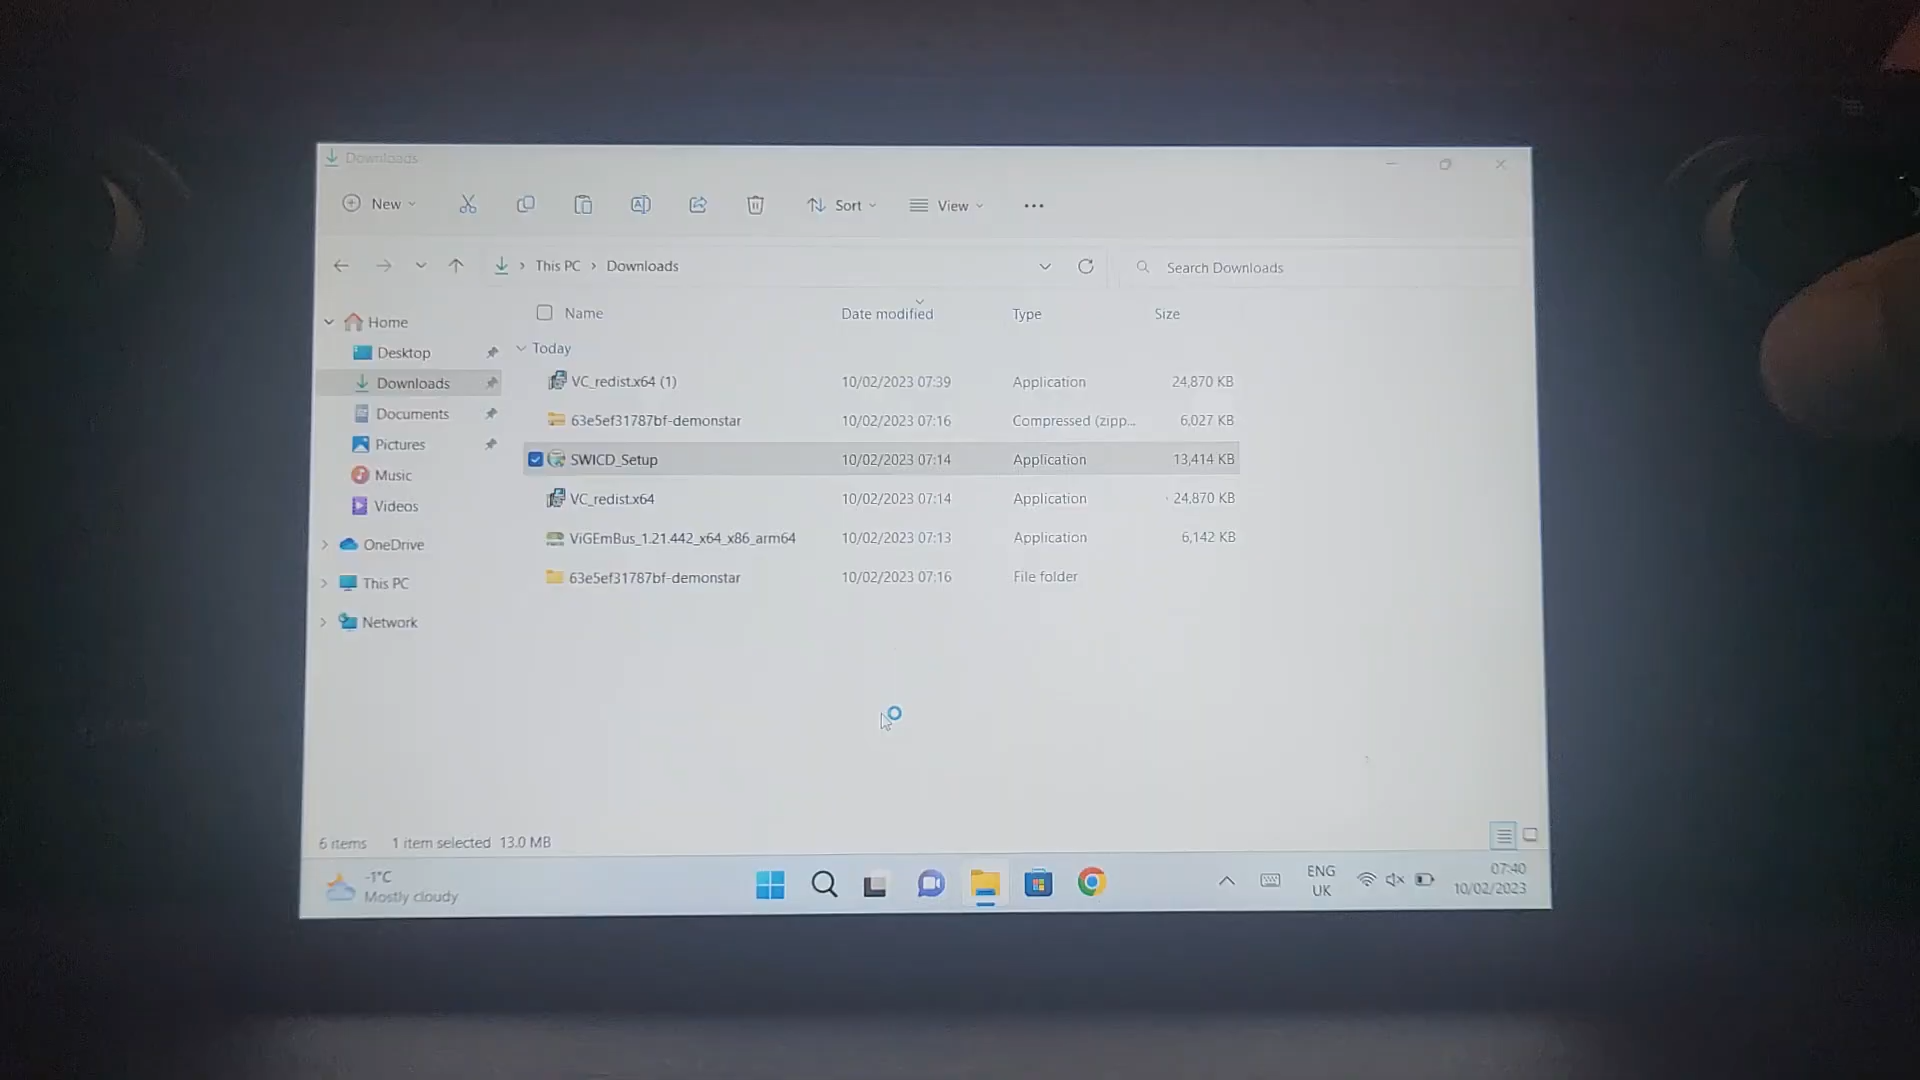 Downloads
New
Sort
View
This PC
Downloads
Search Downloads
Name
Date modified
Type
Size
Home
Desktop
Downloads
Documents
Pictures
Music
Videos
OneDrive
This PC
Network
Today
VC_redist.x64 (1) 10/02/2023 07:39 Application 24,870 KB
63e5ef31787bf-demonstar 10/02/2023 07:16 Compressed (zipp... 6,027 KB
SWICD_Setup 10/02/2023 07:14 Application 13,414 KB
VC_redist.x64 10/02/2023 07:14 Application 24,870 KB
ViGEmBus_1.21.442_x64_x86_arm64 10/02/2023 07:13 Application 6,142 KB
63e5ef31787bf-demonstar 10/02/2023 07:16 File folder
6 items 1 item selected 13.0 MB
-1°C
Mostly cloudy
ENG
UK
07:40
10/02/2023